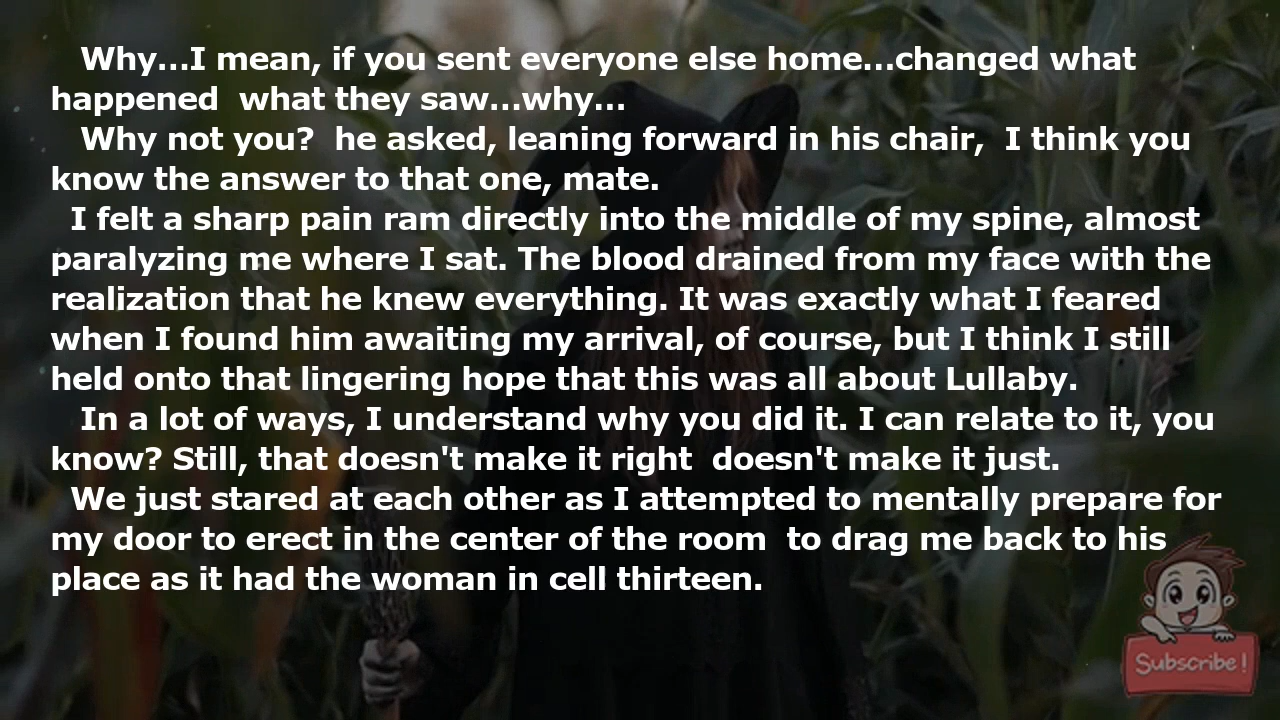 Why...I mean, if you sent everyone else home...changed what
happened  what they saw...why...
Why not you?  he asked, leaning forward in his chair,  I think you
know the answer to that one, mate.
I felt a sharp pain ram directly into the middle of my spine, almost
paralyzing me where I sat. The blood drained from my face with the
realization that he knew everything. It was exactly what I feared
when I found him awaiting my arrival, of course, but I think I still
held onto that lingering hope that this was all about Lullaby.
In a lot of ways, I understand why you did it. I can relate to it, you
know? Still, that doesn't make it right  doesn't make it just.
We just stared at each other as I attempted to mentally prepare for
my door to erect in the center of the room  to drag me back to his
place as it had the woman in cell thirteen.
Subscribe!